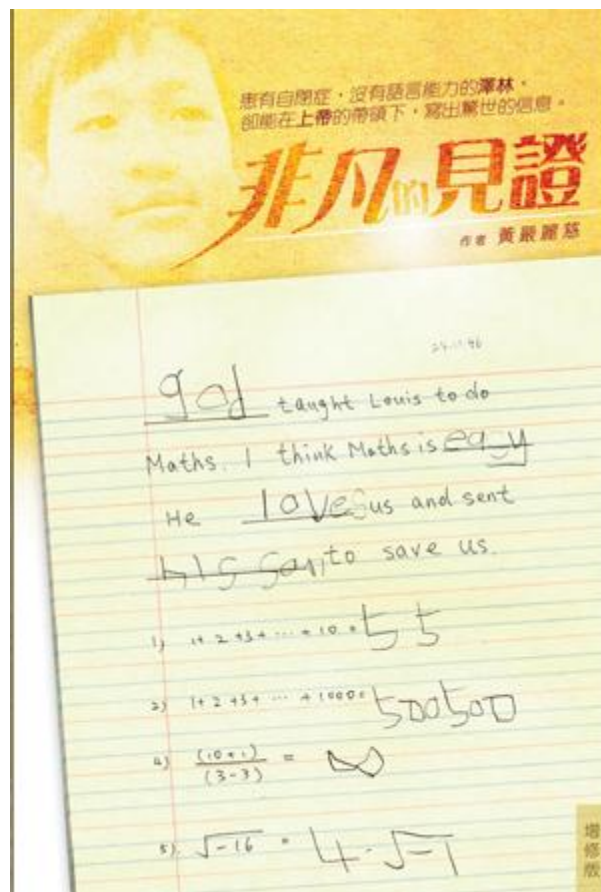 患有自閉症，沒有語言能力的澤林，
卻能在上帝的帶領下，寫出驚世的信息。
非凡的見證
作者 黃嚴麗慈
24.11.96
god taught Louis to do
Maths. I think Maths is easy
He loves us and sent
his son to save us.
1) 1+2+3+ ... +10 = 55
2) 1+2+3+ ... +1000= 500500
4) (10+1)/(3-3) = ∞
5) √-16 = 4·√-1
增修版